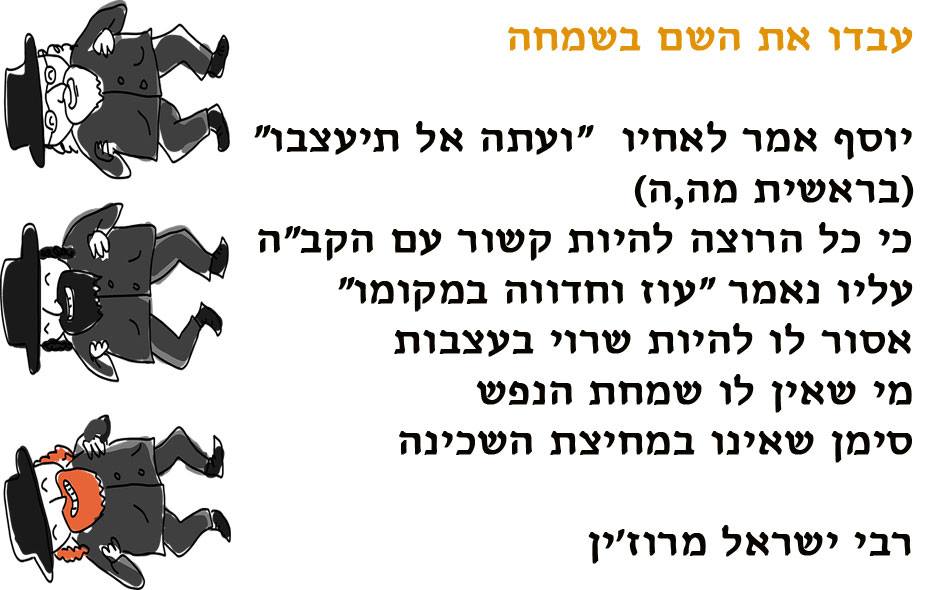 עבדו את השם בשמחה
יוסף אמר לאחיו "ועתה אל תיעצבו"
(בראשית מה,ה)
כי כל הרוצה להיות קשור עם הקב"ה
עליו נאמר "עוז וחדווה במקומו"
אסור לו להיות שרוי בעצבות
מי שאין לו שמחת הנפש
סימן שאינו במחיצת השכינה
רבי ישראל מרוז'ין